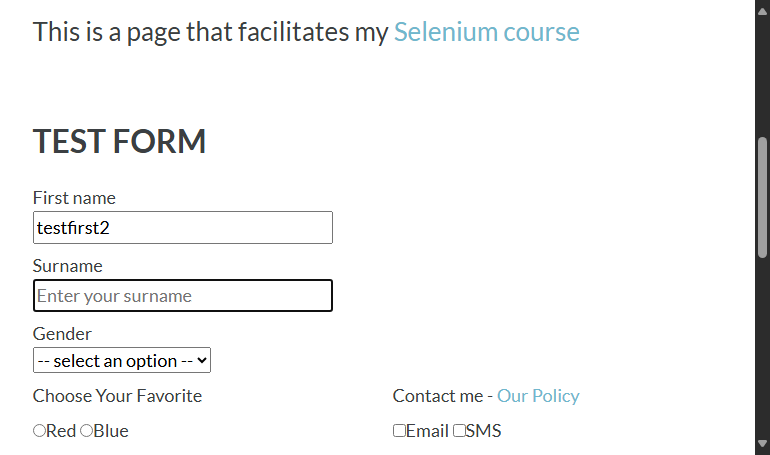 This is a page that facilitates my Selenium course
TEST FORM
First name
testfirst2
Surname
Enter your surname
Gender
-- select an option --
Choose Your Favorite
Contact me - Our Policy
Red Blue
Email SMS